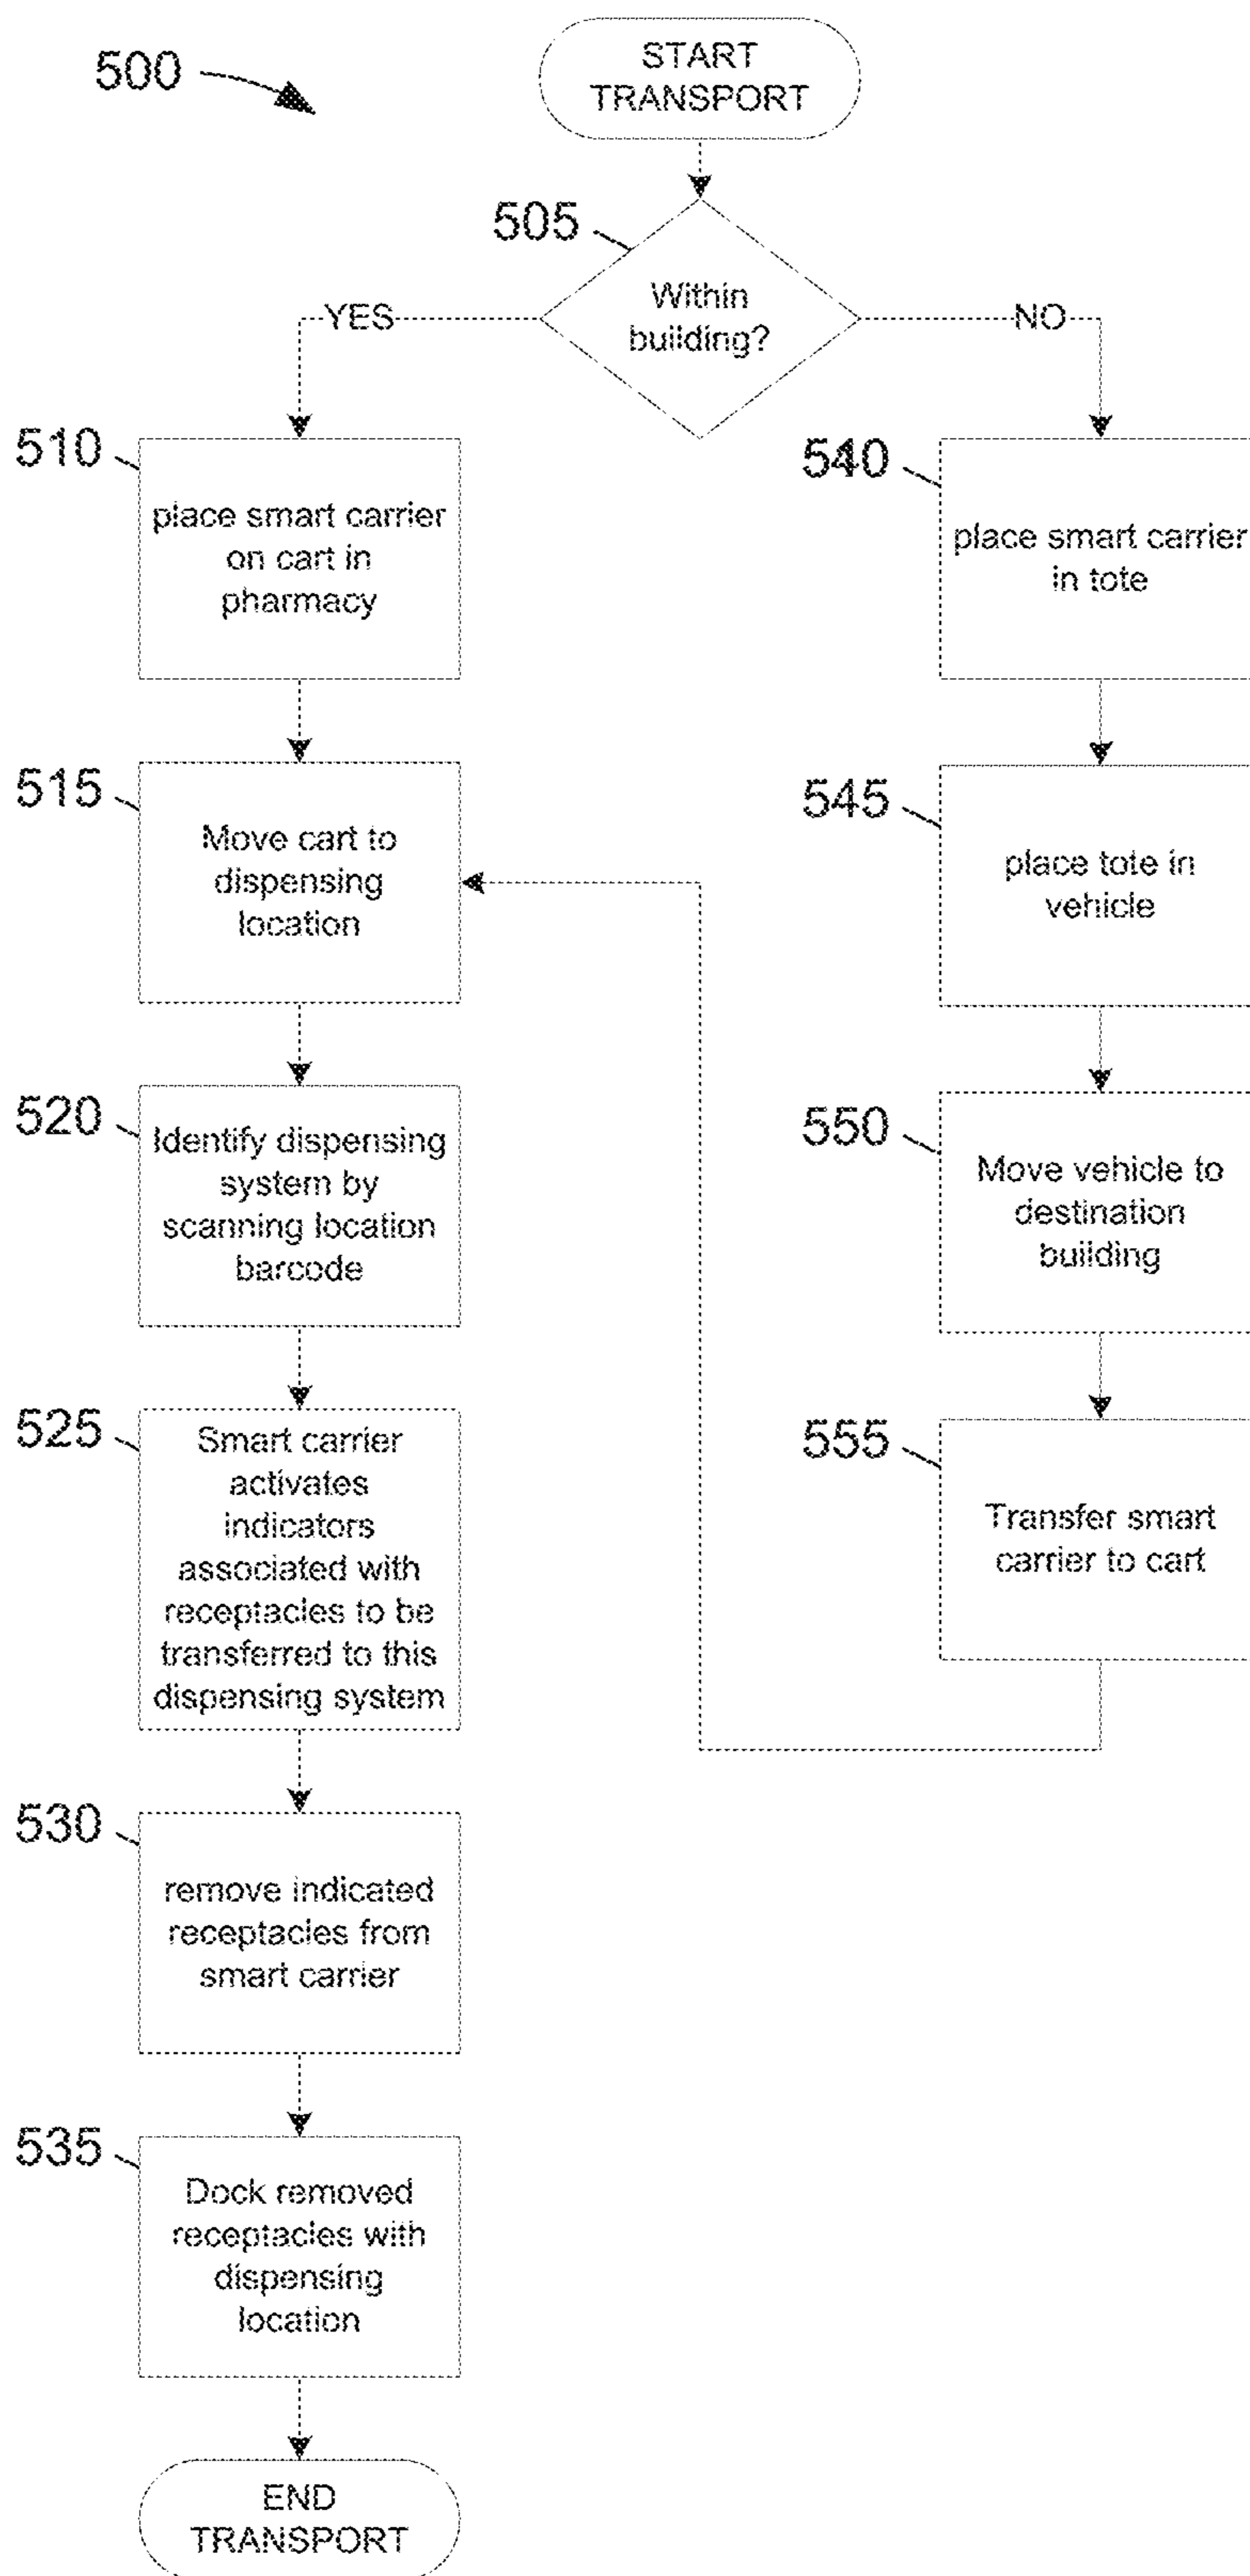 500
START
TRANSPORT
505
Within
building?
YES
NO
510
place smart carrier
on cart in
pharmacy
540
place smart carrier
in tote
515
Move cart to
dispensing
location
545
place tote in
vehicle
520
Identify dispensing
system by
scanning location
barcode
550
Move vehicle to
destination
building
525
Smart carrier
activates
indicators
associated with
receptacles to be
transferred to this
dispensing system
555
Transfer smart
carrier to cart
530
remove indicated
receptacles from
smart carrier
535
Dock removed
receptacles with
dispensing
location
END
TRANSPORT